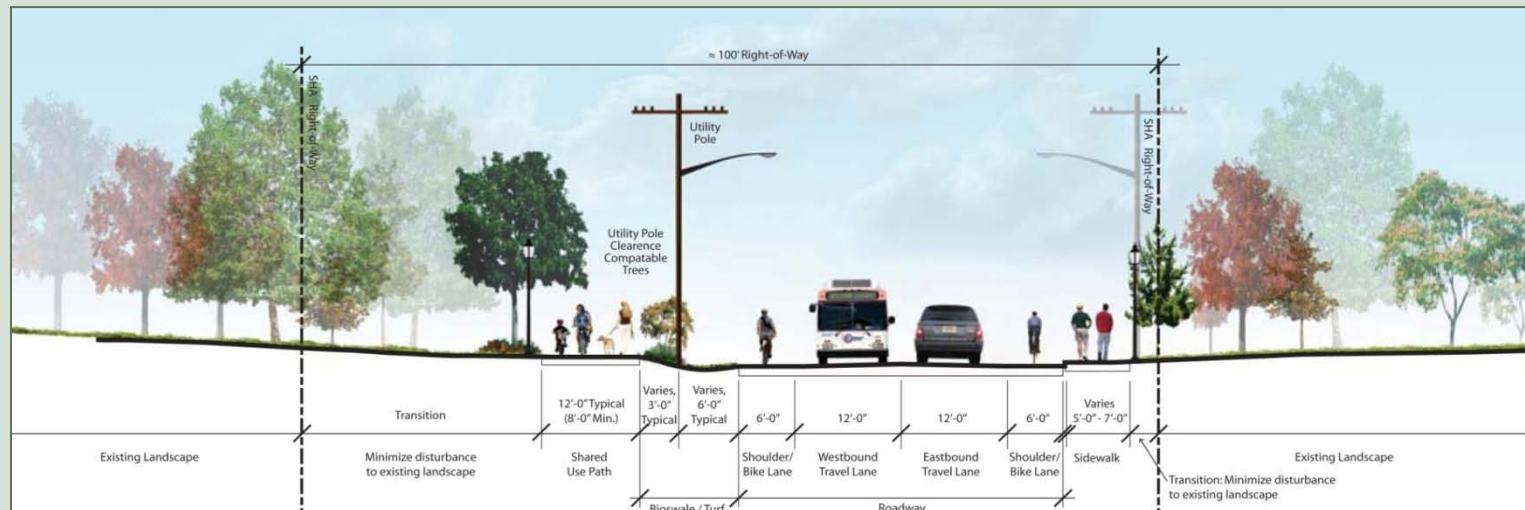 ≈ 100' Right-of-Way
SHA Right-of-Way
Utility
Pole
SHA Right-of-Way
Utility Pole
Clearence
Compatable
Trees
Transition
12'-0" Typical
(8'-0" Min.)
Varies,
3'-0"
Typical
Varies,
6'-0"
Typical
6'-0"
12'-0"
12'-0"
6'-0"
Varies
5'-0" - 7'-0"
Existing Landscape
Minimize disturbance
to existing landscape
Shared
Use Path
Shoulder/
Bike Lane
Westbound
Travel Lane
Eastbound
Travel Lane
Shoulder/
Bike Lane
Sidewalk
Existing Landscape
Transition: Minimize disturbance
to existing landscape
Bioswale / Turf
Roadway